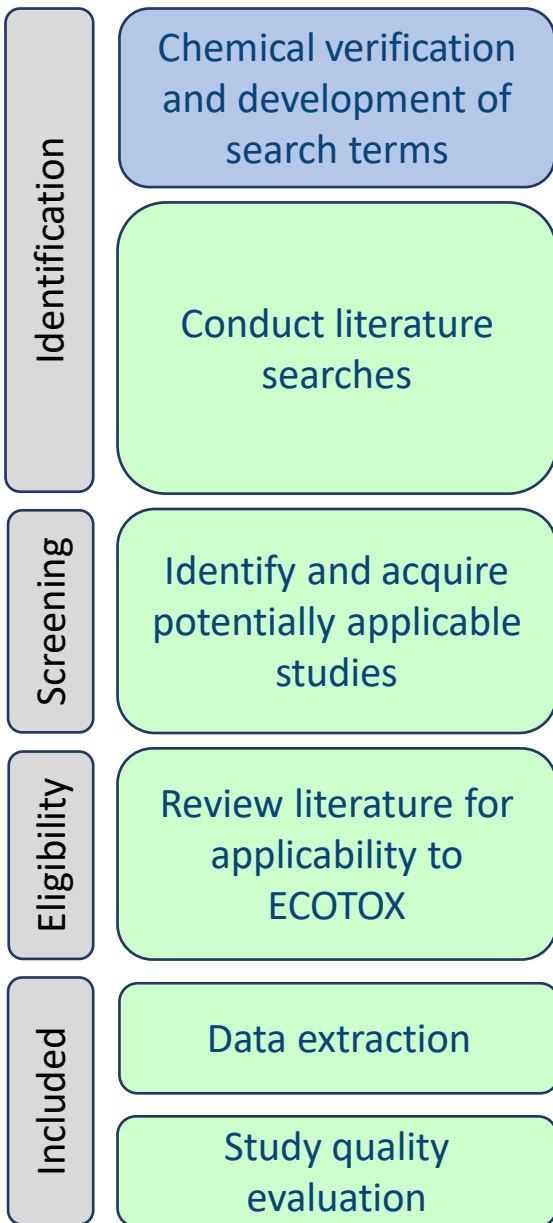 Identification
Chemical verification
and development of
search terms
Conduct literature
searches
Screening
Identify and acquire
potentially applicable
studies
Eligibility
Review literature for
applicability to
ECOTOX
Included
Data extraction
Study quality
evaluation